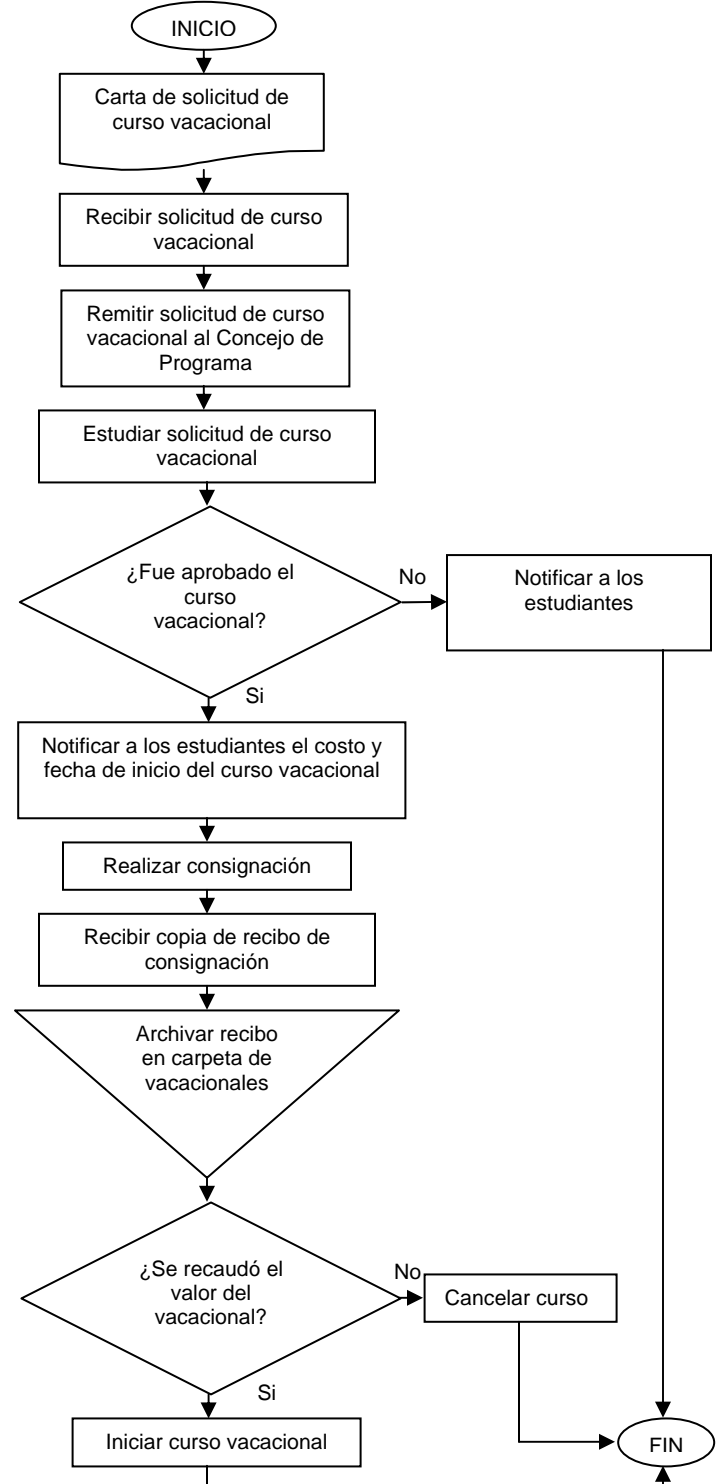 INICIO
Carta de solicitud de
curso vacacional
Recibir solicitud de curso
vacacional
Remitir solicitud de curso
vacacional al Concejo de
Programa
Estudiar solicitud de curso
vacacional
¿Fue aprobado el
curso
vacacional?
No
Notificar a los
estudiantes
Si
Notificar a los estudiantes el costo y
fecha de inicio del curso vacacional
Realizar consignación
Recibir copia de recibo de
consignación
Archivar recibo
en carpeta de
vacacionales
¿Se recaudó el
valor del
vacacional?
No
Cancelar curso
Si
Iniciar curso vacacional
FIN